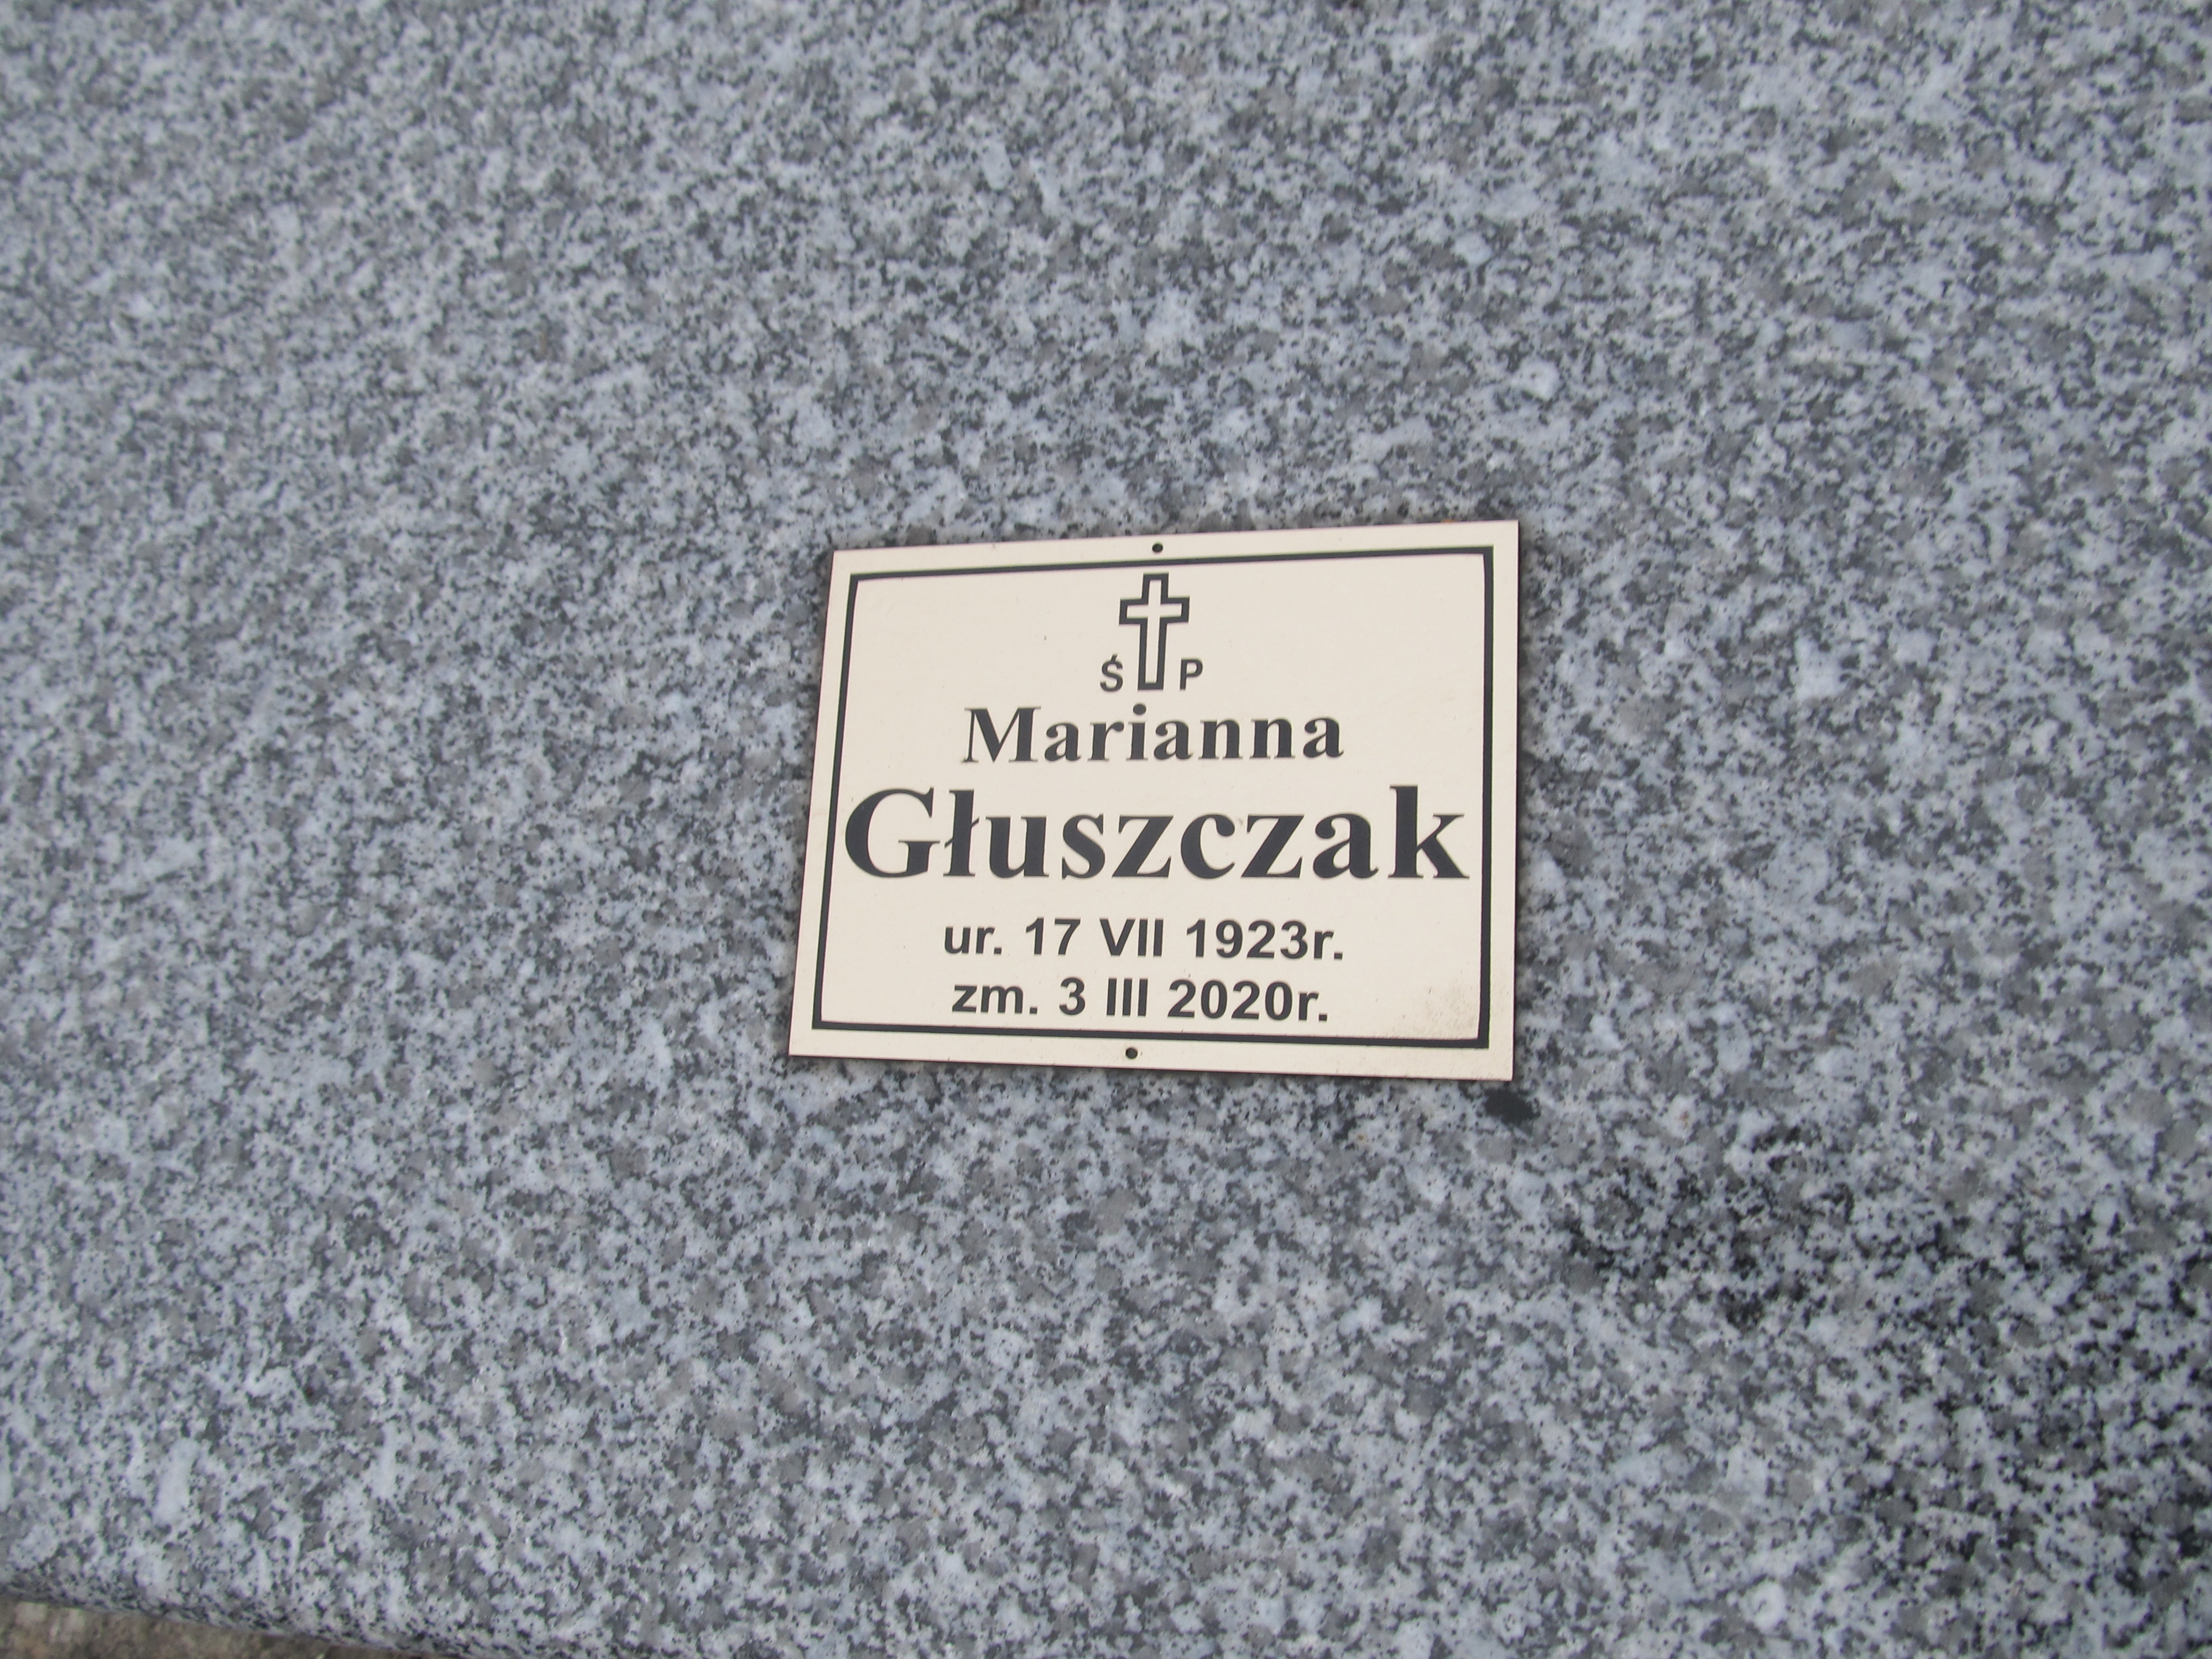 Ś P
Marianna
Głuszczak
ur. 17 VII 1923r.
zm. 3 III 2020r.